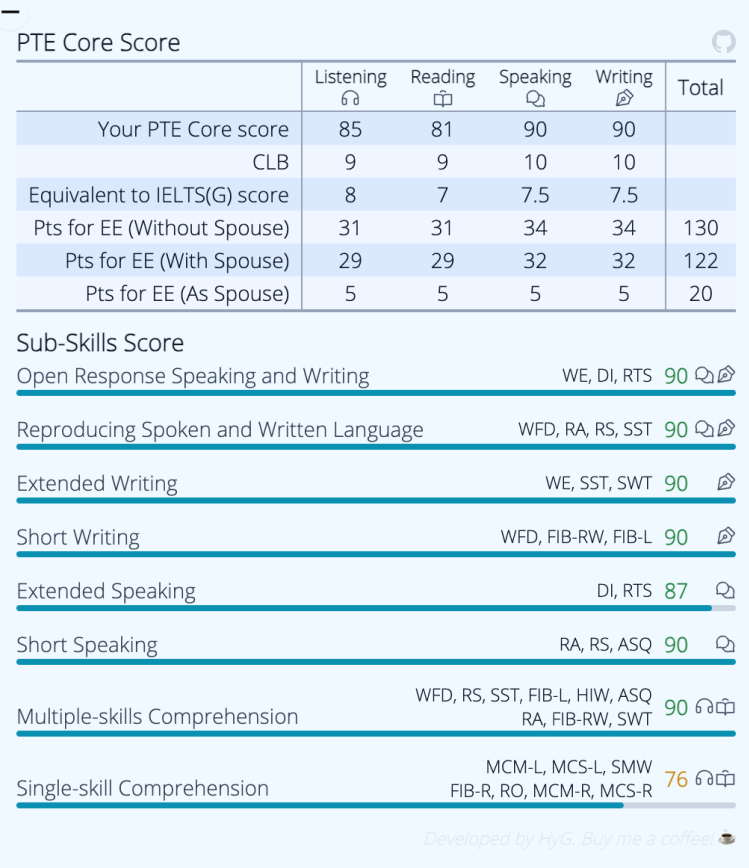 PTE Core Score
Listening Reading Speaking Writing Total
Your PTE Core score 85 81 90 90
CLB 9 9 10 10
Equivalent to IELTS(G) score 8 7 7.5 7.5
Pts for EE (Without Spouse) 31 31 34 34 130
Pts for EE (With Spouse) 29 29 32 32 122
Pts for EE (As Spouse) 5 5 5 5 20
Sub-Skills Score
Open Response Speaking and Writing WE, DI, RTS 90
Reproducing Spoken and Written Language WFD, RA, RS, SST 90
Extended Writing WE, SST, SWT 90
Short Writing WFD, FIB-RW, FIB-L 90
Extended Speaking DI, RTS 87
Short Speaking RA, RS, ASQ 90
WFD, RS, SST, FIB-L, HIW, ASQ
Multiple-skills Comprehension RA, FIB-RW, SWT 90
MCM-L, MCS-L, SMW
Single-skill Comprehension FIB-R, RO, MCM-R, MCS-R 76
Developed by HyG. Buy me a coffee!